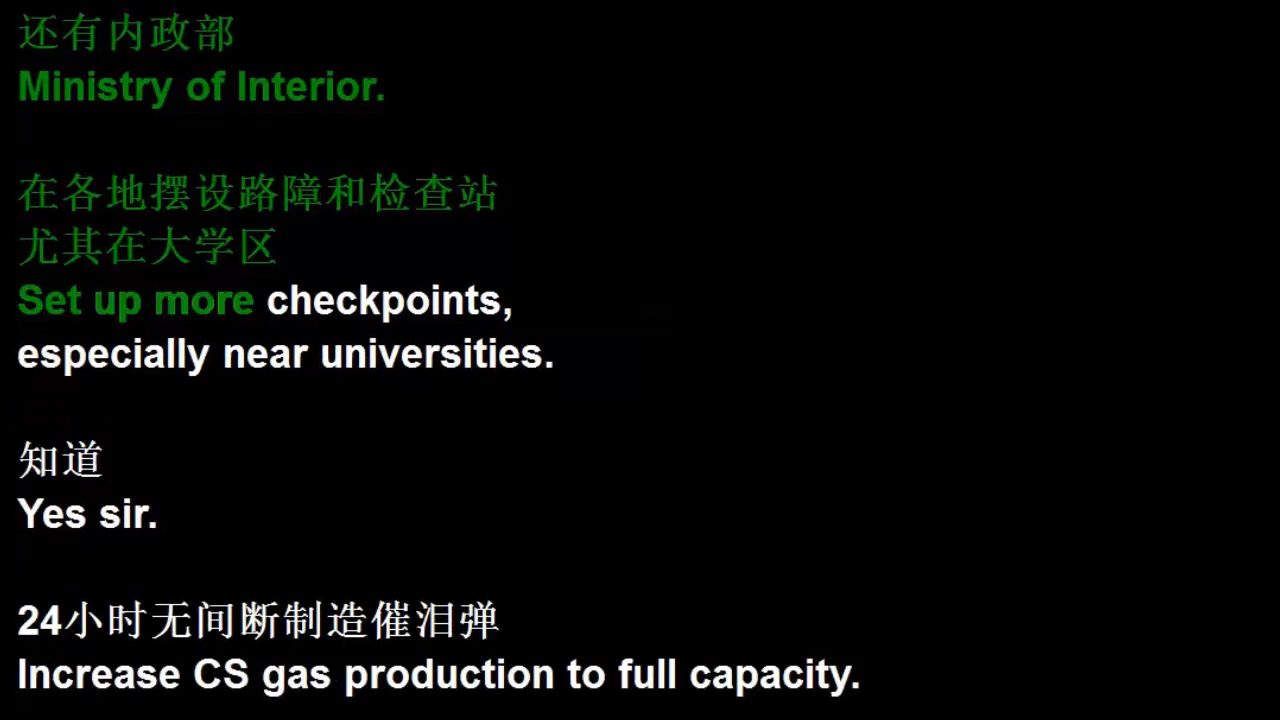 还有内政部
Ministry of Interior.
在各地摆设路障和检查站
尤其在大学区
Set up more checkpoints,
especially near universities.
知道
Yes sir.
24小时无间断制造催泪弹
Increase CS gas production to full capacity.